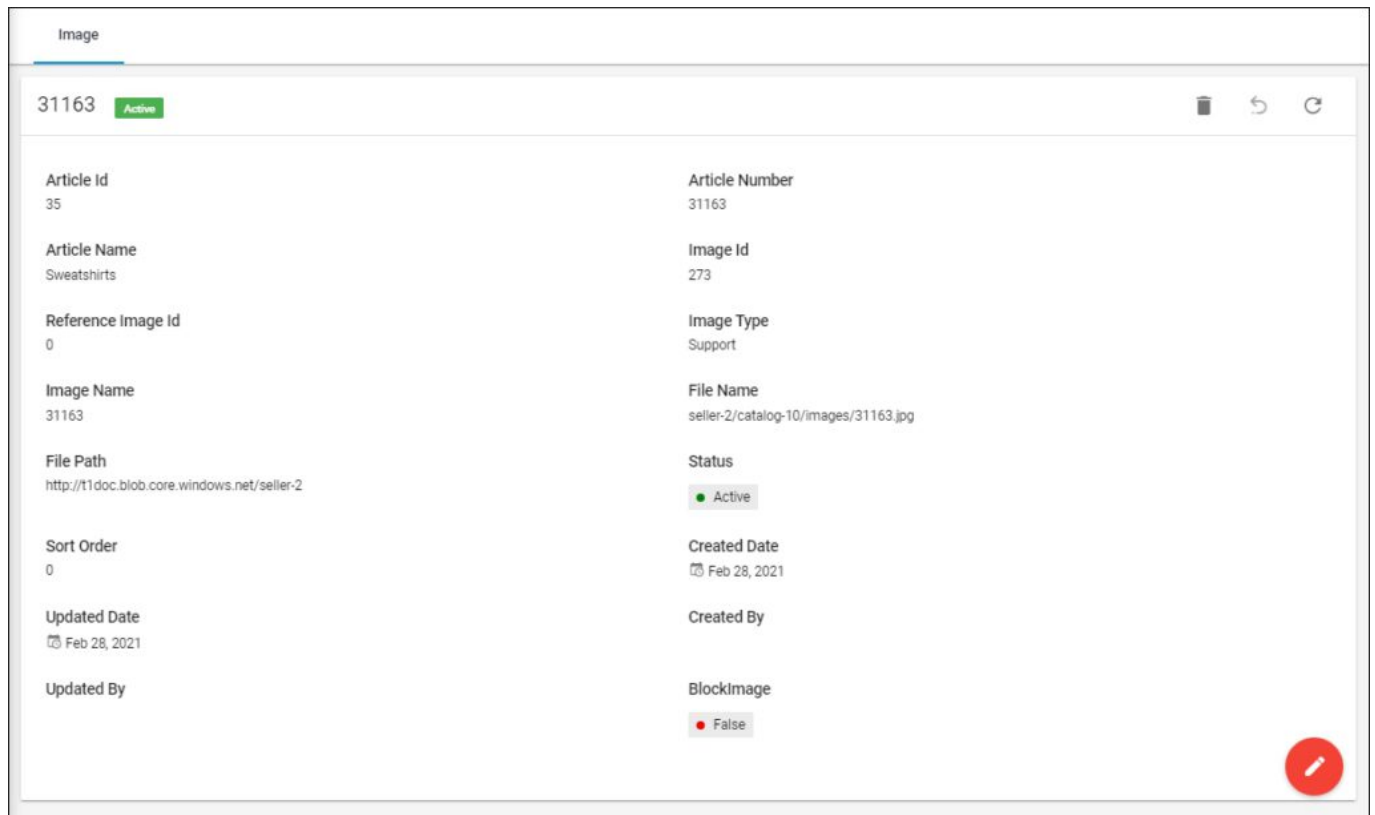 Image
31163 Active
Article Id
35
Article Number
31163
Article Name
Sweatshirts
Image Id
273
Reference Image Id
0
Image Type
Support
Image Name
31163
File Name
seller-2/catalog-10/images/31163.jpg
File Path
http://t1doc.blob.core.windows.net/seller-2
Status
Active
Sort Order
0
Created Date
Feb 28, 2021
Updated Date
Feb 28, 2021
Created By
Updated By
BlockImage
False